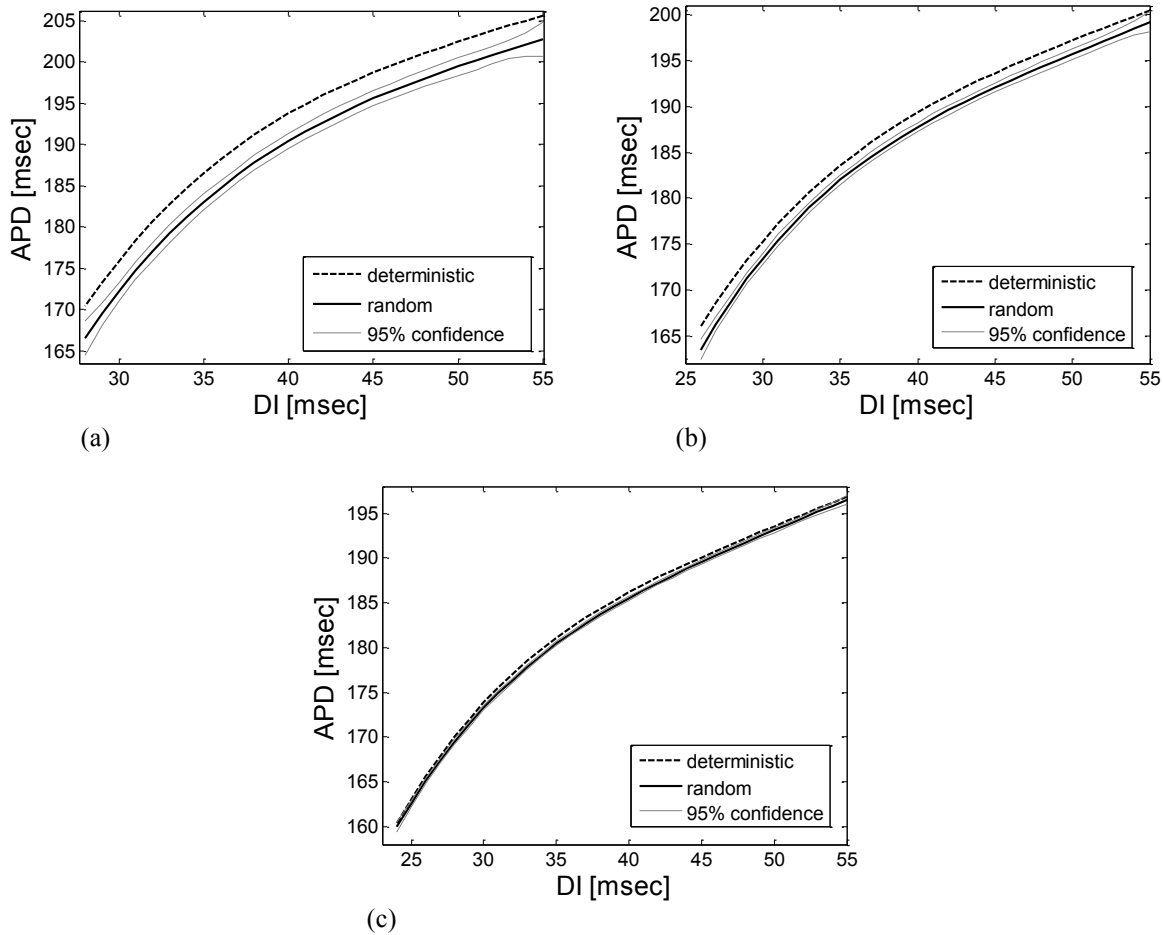 205
200
195
190
185
180
175
170
165
APD [msec]
30 35 40 45 50 55
DI [msec]
deterministic
random
95% confidence
(a)
200
195
190
185
180
175
170
165
APD [msec]
25 30 35 40 45 50 55
DI [msec]
deterministic
random
95% confidence
(b)
195
190
185
180
175
170
165
160
APD [msec]
25 30 35 40 45 50 55
DI [msec]
deterministic
random
95% confidence
(c)